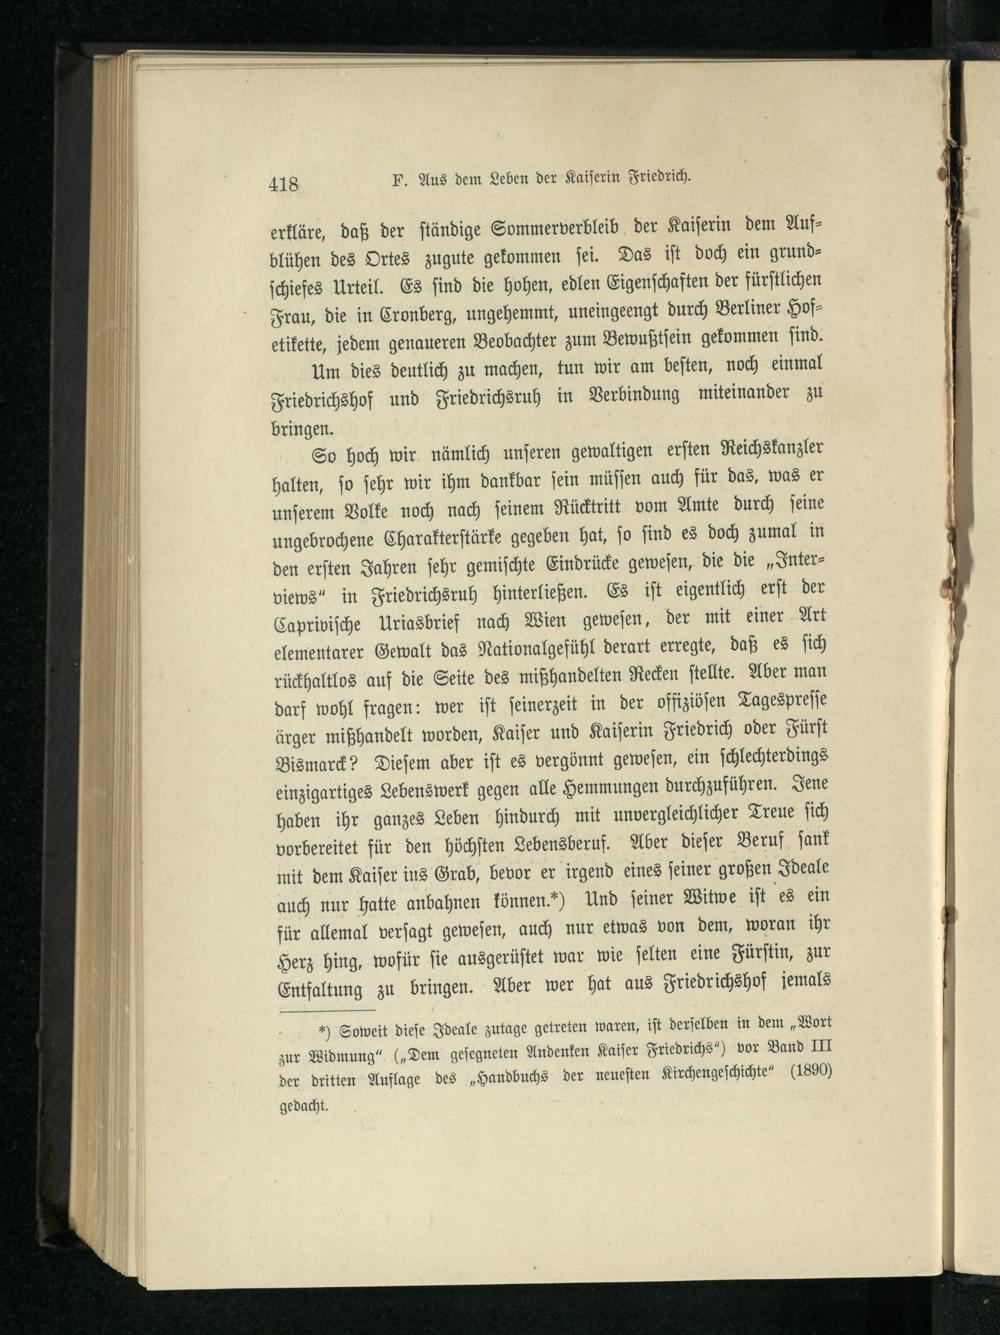 418
F. Aus dem Leben der Kaiserin Friedrich.
erkläre, daß der ständige Sommerverbleib der Kaiserin dem Auf-
blühen des Ortes zugute gekommen sei. Das ist doch ein grund-
schiefes Urteil. Es sind die hohen, edlen Eigenschaften der fürstlichen
Frau, die in Cronberg, ungehemmt, uneingeengt durch Berliner Hof-
etikette, jedem genaueren Beobachter zum Bewußtsein gekommen sind.
Um dies deutlich zu machen, tun wir am besten, noch einmal
Friedrichshof und Friedrichsruh in Verbindung miteinander zu
bringen.
So hoch wir nämlich unseren gewaltigen ersten Reichskanzler
halten, so sehr wir ihm dankbar sein müssen auch für das, was er
unserem Volke noch nach seinem Rücktritt vom Amte durch seine
ungebrochene Charakterstärke gegeben hat, so sind es doch zumal in
den ersten Jahren sehr gemischte Eindrücke gewesen, die die „Inter-
views“ in Friedrichsruh hinterließen. Es ist eigentlich erst der
Caprivische Uriasbrief nach Wien gewesen, der mit einer Art
elementarer Gewalt das Nationalgefühl derart erregte, daß es sich
rückhaltlos auf die Seite des mißhandelten Recken stellte. Aber man
darf wohl fragen: wer ist seinerzeit in der offiziösen Tagespresse
ärger mißhandelt worden, Kaiser und Kaiserin Friedrich oder Fürst
Bismarck? Diesem aber ist es vergönnt gewesen, ein schlechterdings
einzigartiges Lebenswerk gegen alle Hemmungen durchzuführen. Jene
haben ihr ganzes Leben hindurch mit unvergleichlicher Treue sich
vorbereitet für den höchsten Lebensberuf. Aber dieser Beruf sank
mit dem Kaiser ins Grab, bevor er irgend eines seiner großen Ideale
auch nur hatte anbahnen können.*) Und seiner Witwe ist es ein
für allemal versagt gewesen, auch nur etwas von dem, woran ihr
Herz hing, wofür sie ausgerüstet war wie selten eine Fürstin, zur
Entfaltung zu bringen. Aber wer hat aus Friedrichshof jemals
*) Soweit diese Ideale zutage getreten waren, ist derselben in dem „Wort
zur Widmung“ („Dem gesegneten Andenken Kaiser Friedrichs“) vor Band III
der dritten Auflage des „Handbuchs der neuesten Kirchengeschichte“ (1890)
gedacht.